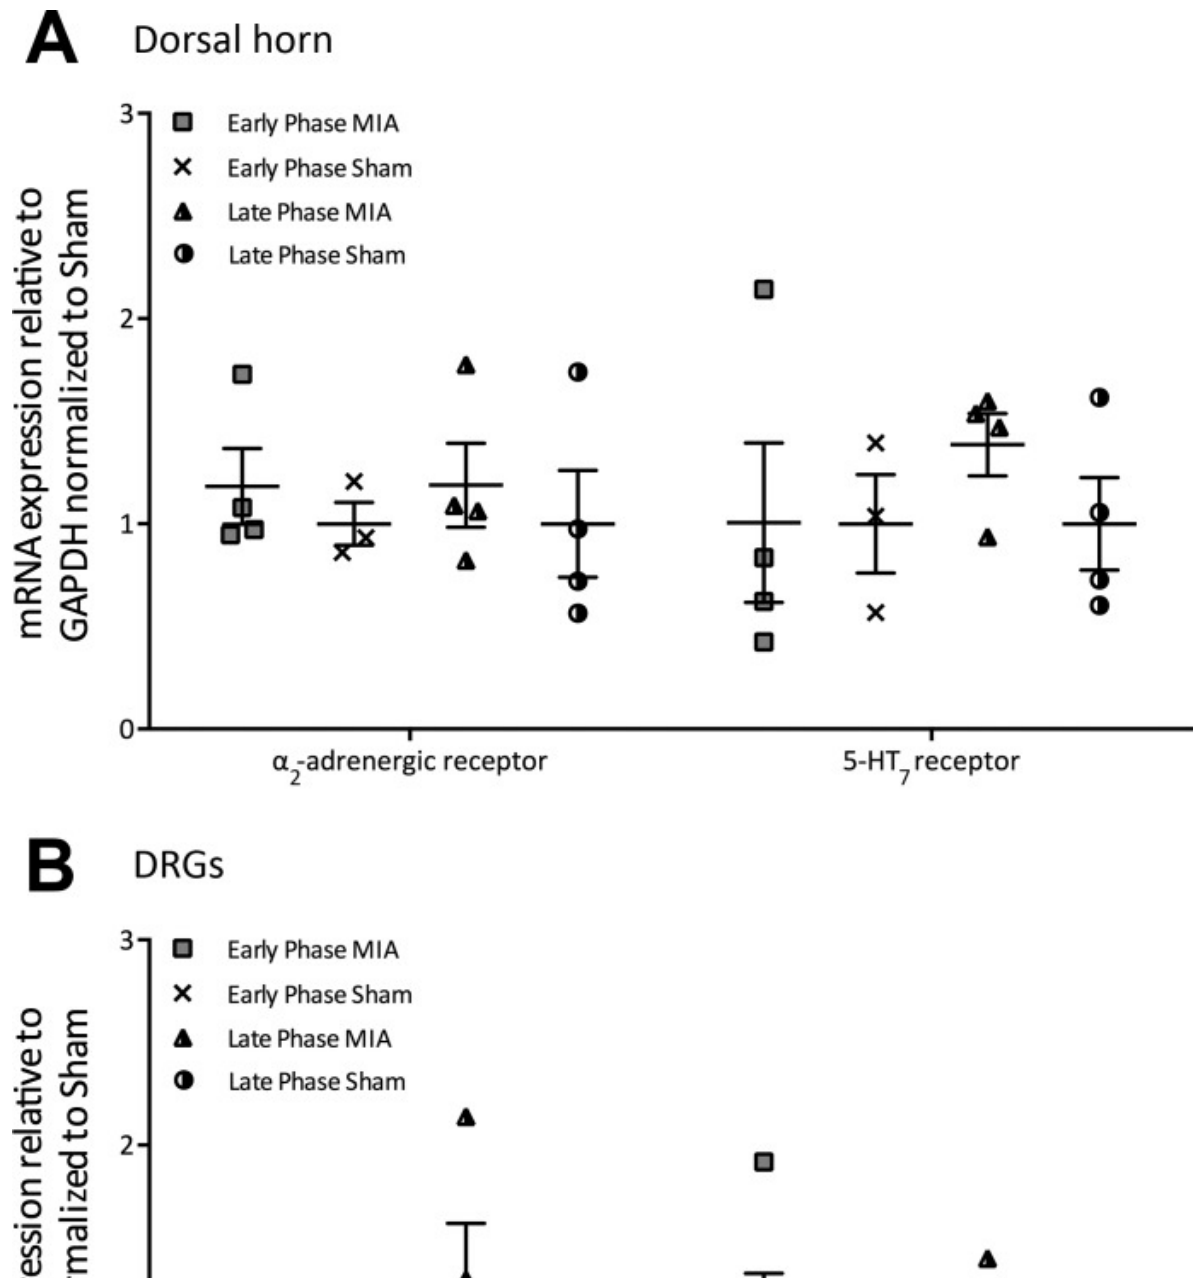 A Dorsal horn
mRNA expression relative to
GAPDH normalized to Sham
3
2
1
0
Early Phase MIA
Early Phase Sham
Late Phase MIA
Late Phase Sham
α2-adrenergic receptor
5-HT7 receptor
B DRGs
relative to
to Sham
3
2
Early Phase MIA
Early Phase Sham
Late Phase MIA
Late Phase Sham